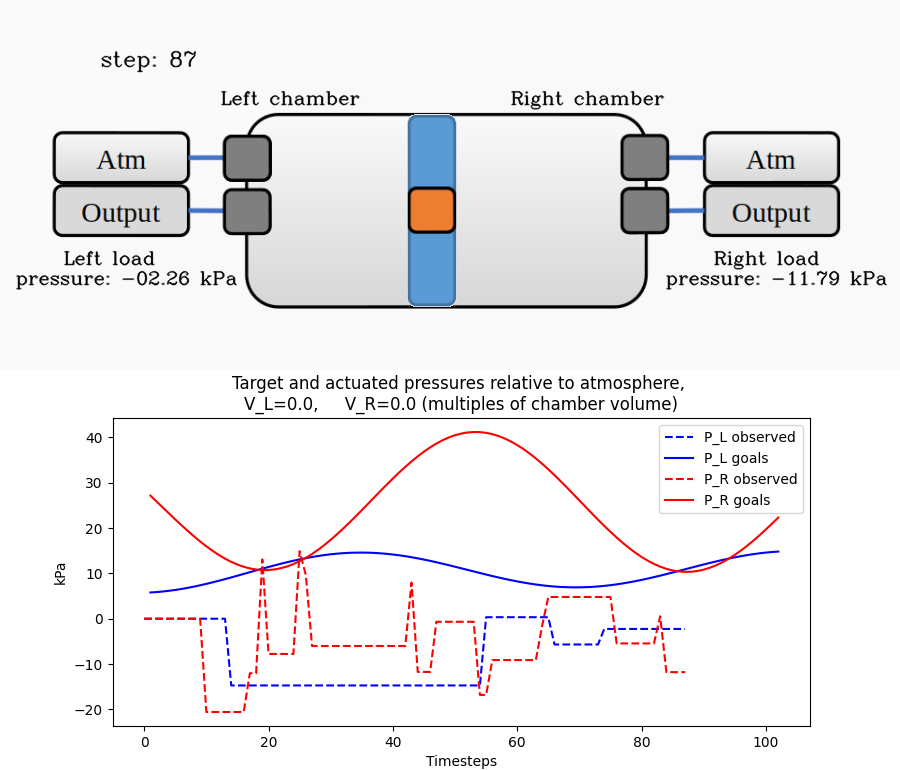 step: 87
Left chamber
Right chamber
Atm
Atm
Output
Output
Left load
pressure: -02.26 kPa
Right load
pressure: -11.79 kPa
Target and actuated pressures relative to atmosphere,
V_L=0.0, V_R=0.0 (multiples of chamber volume)
P_L observed
P_L goals
P_R observed
P_R goals
kPa
40
30
20
10
0
−10
−20
0 20 40 60 80 100
Timesteps